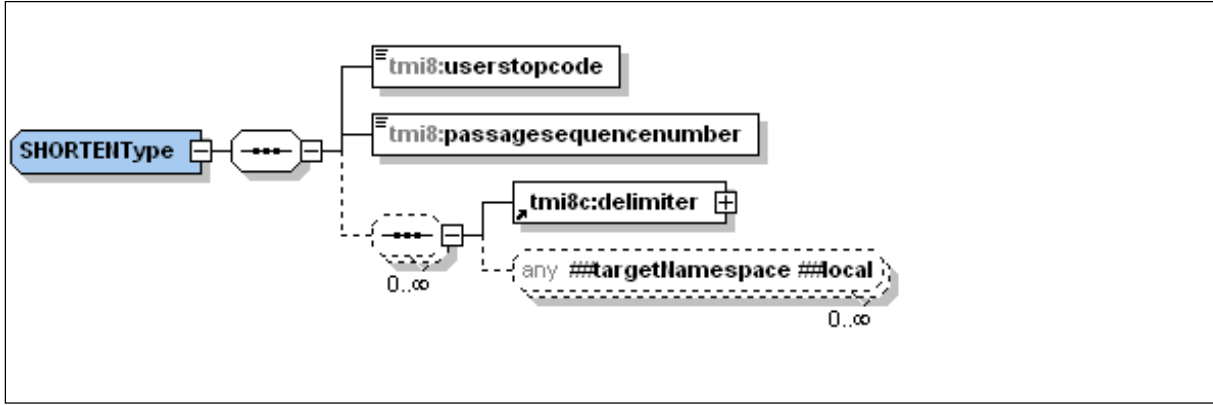 tmi8:userstopcode
tmi8:passagesequencenumber
SHORTENType
tmi8c:delimiter
any ##targetNamespace ##local
0..∞
0..∞